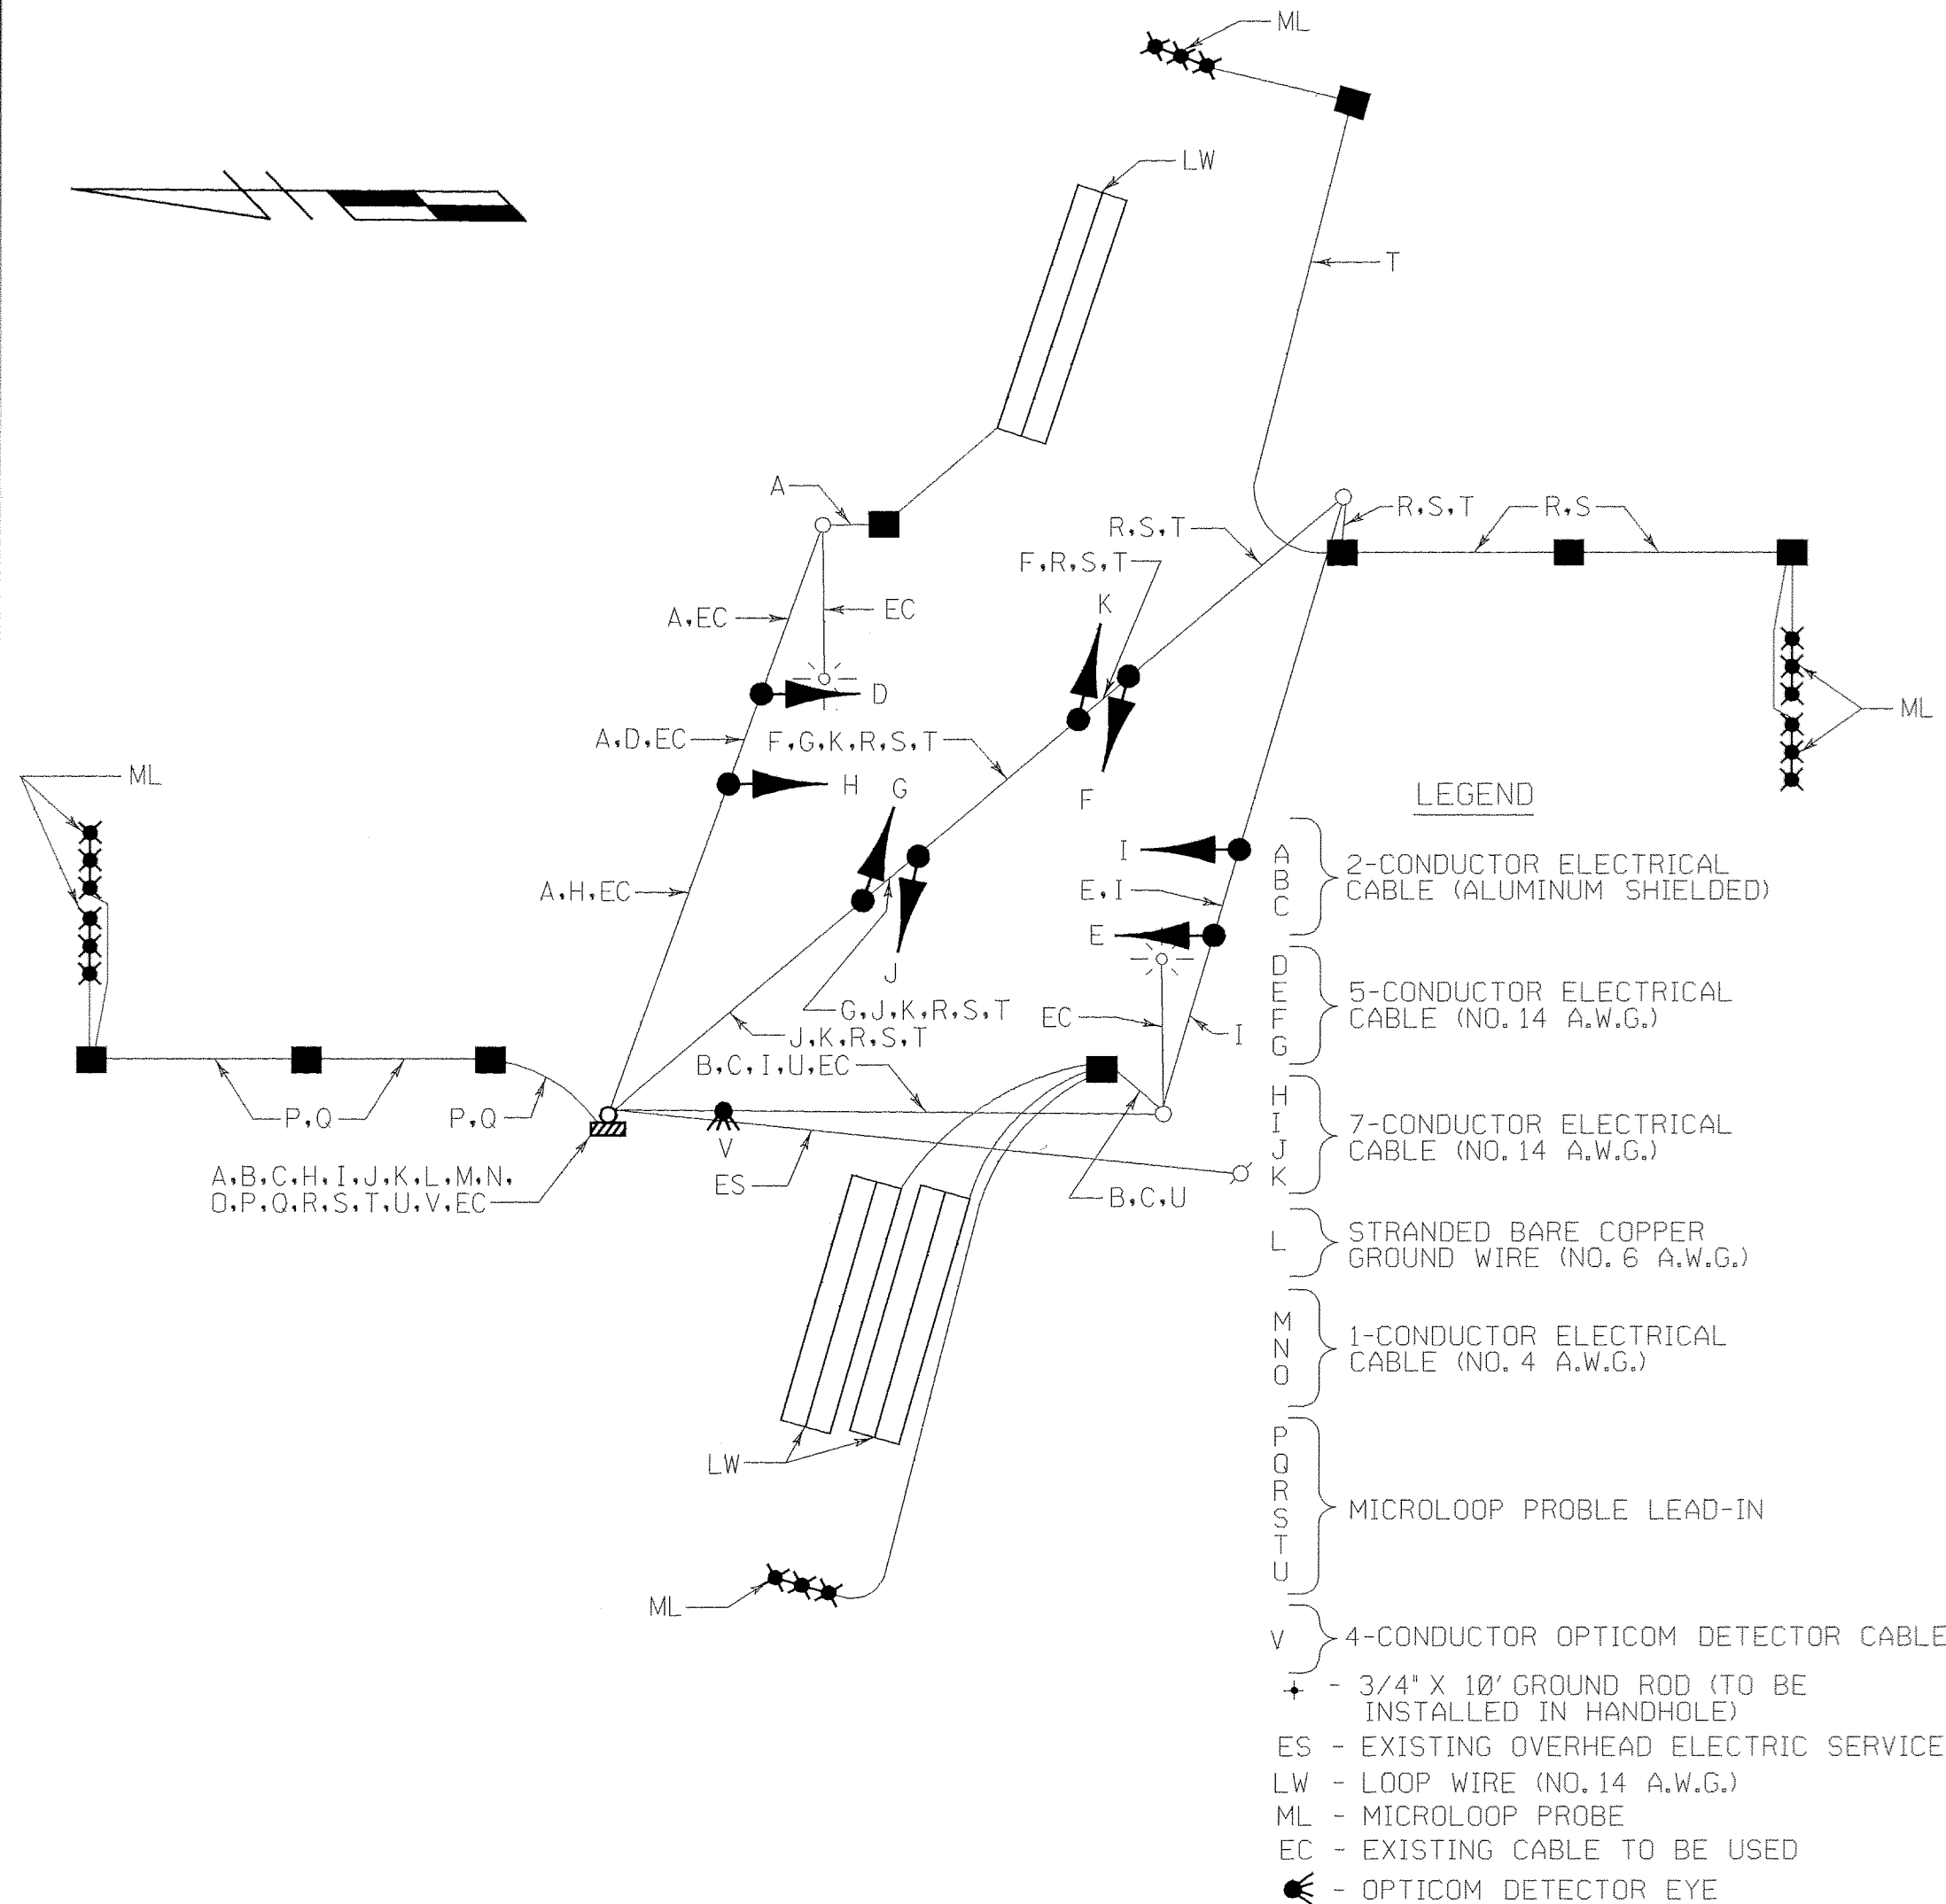 ML
LW
T
A
R,S,T
R,S
R,S,T
F,R,S,T
K
A,EC
EC
D
ML
A,D,EC
F,G,K,R,S,T
ML
H
G
F
LEGEND
I
A
B
C
2-CONDUCTOR ELECTRICAL
CABLE (ALUMINUM SHIELDED)
A,H,EC
E,I
E
J
D
E
F
G
5-CONDUCTOR ELECTRICAL
CABLE (NO. 14 A.W.G.)
G,J,K,R,S,T
J,K,R,S,T
EC
I
B,C,I,U,EC
P,Q
P,Q
V
H
I
J
K
7-CONDUCTOR ELECTRICAL
CABLE (NO. 14 A.W.G.)
A,B,C,H,I,J,K,L,M,N,
O,P,Q,R,S,T,U,V,EC
ES
B,C,U
L
STRANDED BARE COPPER
GROUND WIRE (NO. 6 A.W.G.)
M
N
O
1-CONDUCTOR ELECTRICAL
CABLE (NO. 4 A.W.G.)
LW
P
Q
R
S
T
U
MICROLOOP PROBLE LEAD-IN
ML
V
4-CONDUCTOR OPTICOM DETECTOR CABLE
- 3/4" X 10' GROUND ROD (TO BE
INSTALLED IN HANDHOLE)
ES - EXISTING OVERHEAD ELECTRIC SERVICE
LW - LOOP WIRE (NO. 14 A.W.G.)
ML - MICROLOOP PROBE
EC - EXISTING CABLE TO BE USED
- OPTICOM DETECTOR EYE